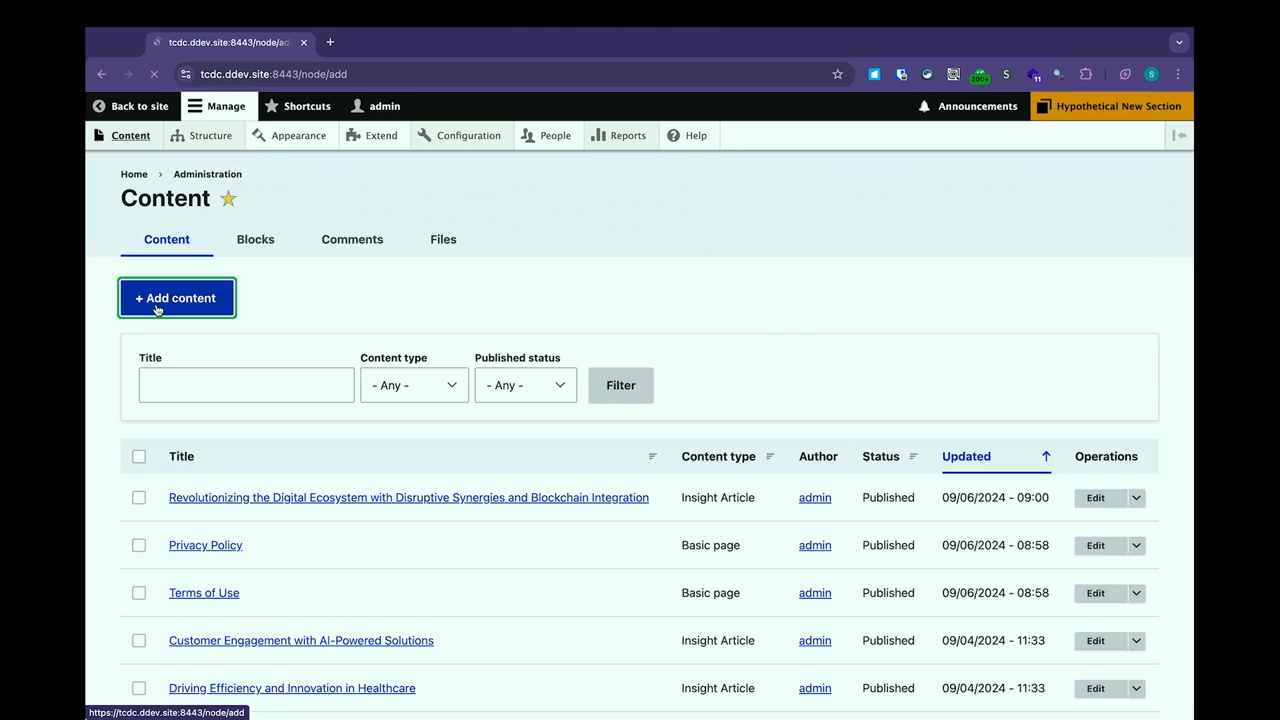 tcdc.ddev.site:8443/node/ad
tcdc.ddev.site:8443/node/add
200+
S
11
S
Back to site
Manage
Shortcuts
admin
Announcements
Hypothetical New Section
Content
Structure
Appearance
Extend
Configuration
People
Reports
Help
Home
Administration
Content
Content
Blocks
Comments
Files
+ Add content
Title
Content type
Published status
- Any -
- Any -
Filter
Title
Content type
Author
Status
Updated
Operations
Revolutionizing the Digital Ecosystem with Disruptive Synergies and Blockchain Integration
Insight Article
admin
Published
09/06/2024 - 09:00
Edit
Privacy Policy
Basic page
admin
Published
09/06/2024 - 08:58
Edit
Terms of Use
Basic page
admin
Published
09/06/2024 - 08:58
Edit
Customer Engagement with AI-Powered Solutions
Insight Article
admin
Published
09/04/2024 - 11:33
Edit
Driving Efficiency and Innovation in Healthcare
Insight Article
admin
Published
09/04/2024 - 11:33
Edit
https://tcdc.ddev.site:8443/node/add